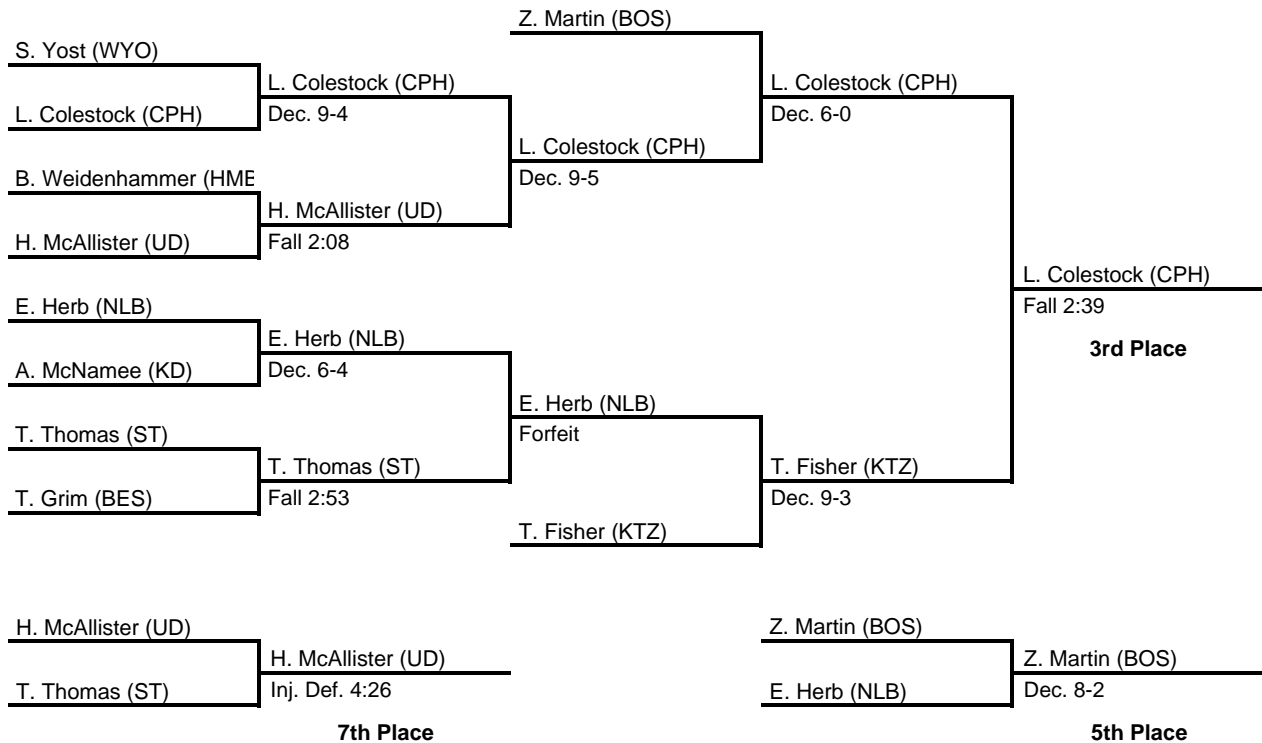 Z. Martin (BOS)
S. Yost (WYO)
L. Colestock (CPH)
L. Colestock (CPH)
L. Colestock (CPH)
Dec. 9-4
Dec. 6-0
L. Colestock (CPH)
B. Weidenhammer (HME
Dec. 9-5
H. McAllister (UD)
H. McAllister (UD)
Fall 2:08
L. Colestock (CPH)
E. Herb (NLB)
Fall 2:39
E. Herb (NLB)
3rd Place
A. McNamee (KD)
Dec. 6-4
E. Herb (NLB)
T. Thomas (ST)
Forfeit
T. Thomas (ST)
T. Fisher (KTZ)
T. Grim (BES)
Fall 2:53
Dec. 9-3
T. Fisher (KTZ)
H. McAllister (UD)
Z. Martin (BOS)
H. McAllister (UD)
Z. Martin (BOS)
T. Thomas (ST)
Inj. Def. 4:26
E. Herb (NLB)
Dec. 8-2
7th Place
5th Place